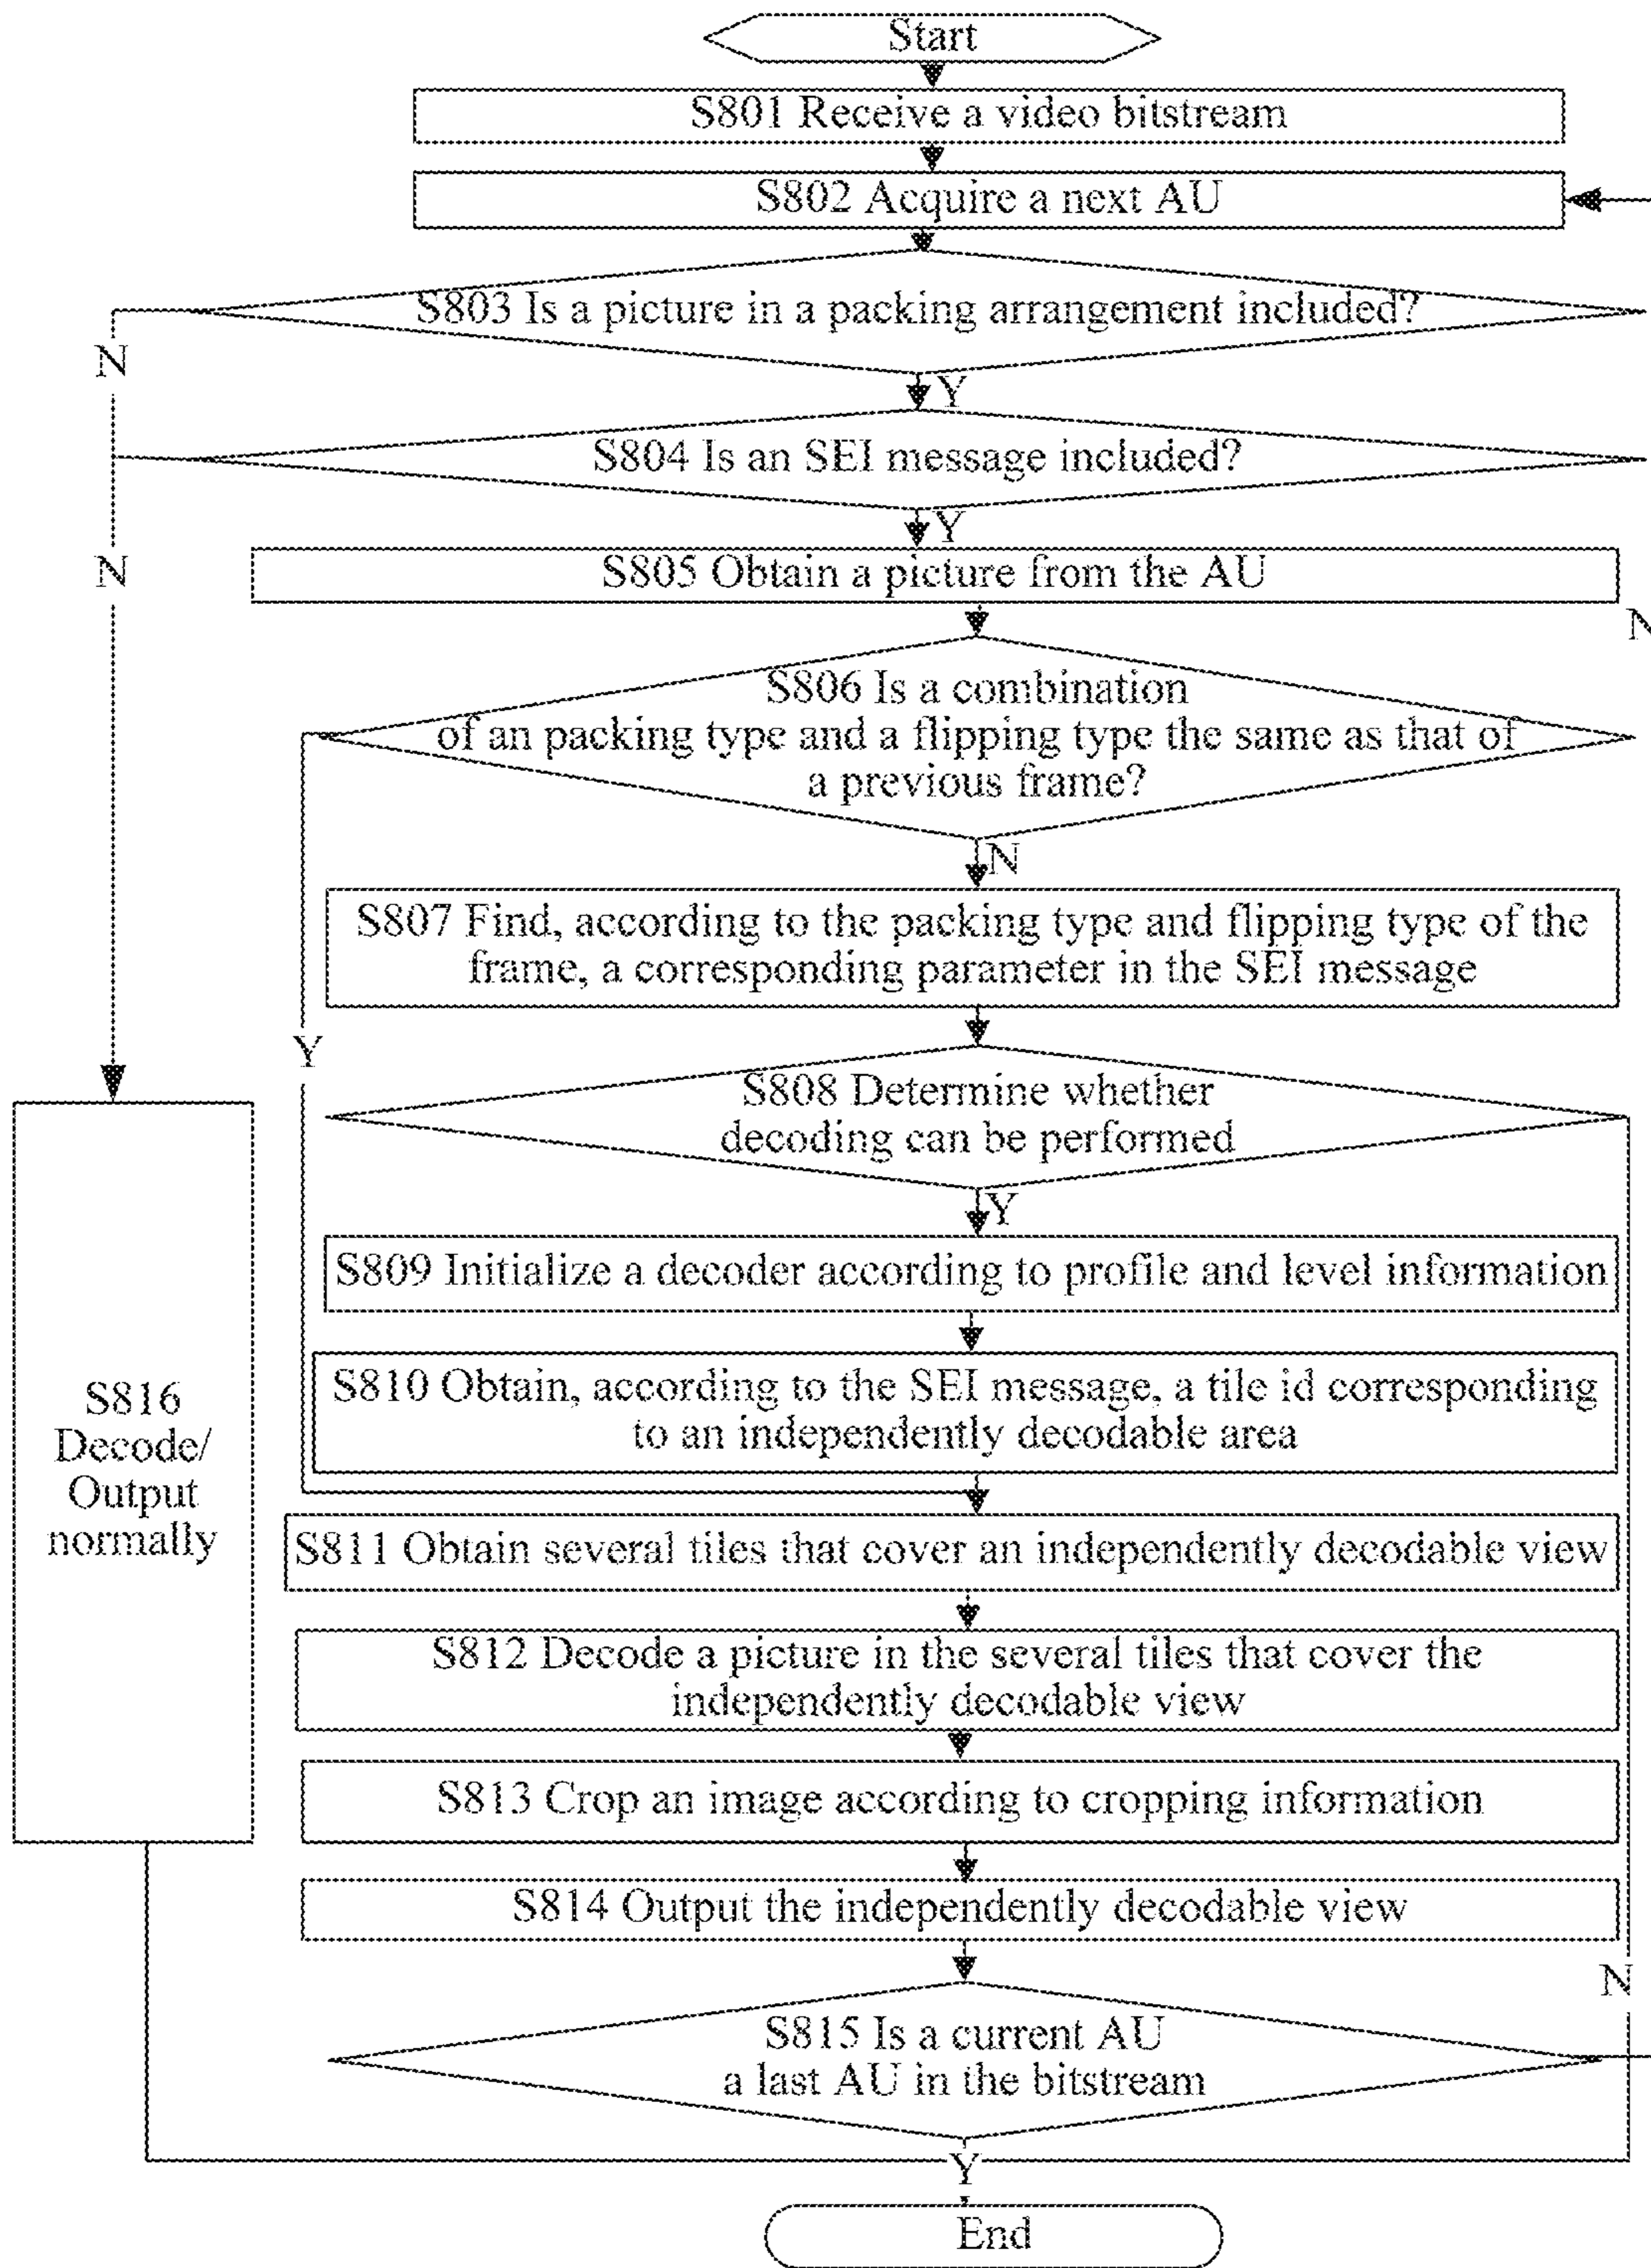 Start
S801 Receive a video bitstream
S802 Acquire a next AU
S803 Is a picture in a packing arrangement included?
N
Y
S804 Is an SEI message included?
Y
N
S805 Obtain a picture from the AU
N
S806 Is a combination
of an packing type and a flipping type the same as that of
a previous frame?
N
S807 Find, according to the packing type and flipping type of the
frame, a corresponding parameter in the SEI message
Y
S808 Determine whether
decoding can be performed
Y
S809 Initialize a decoder according to profile and level information
S810 Obtain, according to the SEI message, a tile id corresponding
to an independently decodable area
S816
Decode/
Output
normally
S811 Obtain several tiles that cover an independently decodable view
S812 Decode a picture in the several tiles that cover the
independently decodable view
S813 Crop an image according to cropping information
S814 Output the independently decodable view
N
S815 Is a current AU
a last AU in the bitstream
Y
End